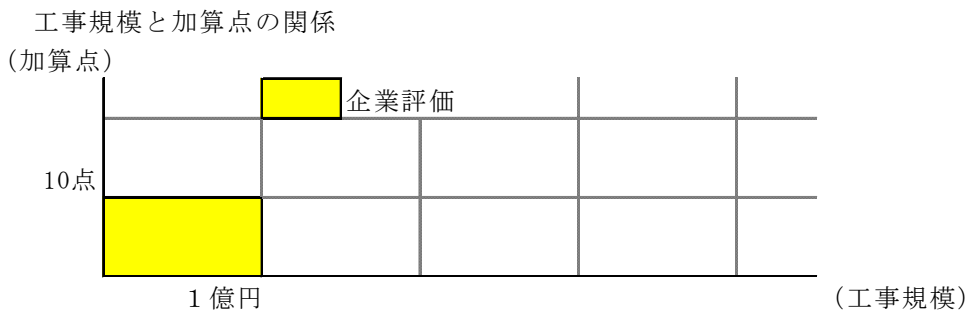 工事規模と加算点の関係
（加算点）
企業評価
10点
１億円
（工事規模）